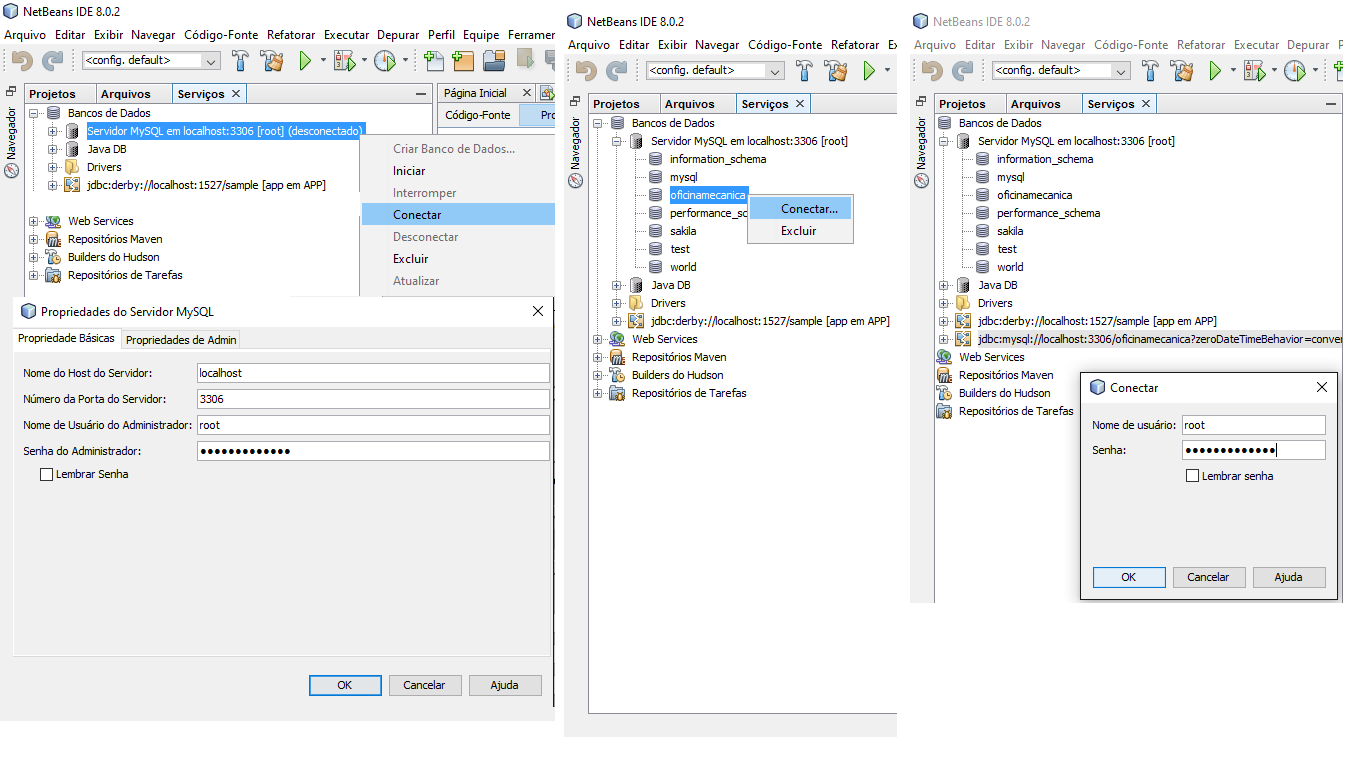 NetBeans IDE 8.0.2
Arquivo Editar Exibir Navegar Código-Fonte Refatorar Executar Depurar Perfil Equipe Ferramer
<config. default>
Projetos Arquivos Serviços
Página Inicial
Código-Fonte Pro
Navegador
Bancos de Dados
Servidor MySQL em localhost:3306 [root] (desconectado)
Java DB
Drivers
jdbc:derby://localhost:1527/sample [app em APP]
Web Services
Repositórios Maven
Builders do Hudson
Repositórios de Tarefas
Criar Banco de Dados...
Iniciar
Interromper
Conectar
Desconectar
Excluir
Atualizar
Propriedades do Servidor MySQL
Propriedade Básicas Propriedades de Admin
Nome do Host do Servidor: localhost
Número da Porta do Servidor: 3306
Nome de Usuário do Administrador: root
Senha do Administrador: •••••••••••••
Lembrar Senha
OK Cancelar Ajuda
NetBeans IDE 8.0.2
Arquivo Editar Exibir Navegar Código-Fonte Refatorar Ex
<config. default>
Projetos Arquivos Serviços
Navegador
Bancos de Dados
Servidor MySQL em localhost:3306 [root]
information_schema
mysql
oficinamecanica
performance_sc
sakila
test
world
Java DB
Drivers
jdbc:derby://localhost:1527/sample [app em APP]
Web Services
Repositórios Maven
Builders do Hudson
Repositórios de Tarefas
Conectar...
Excluir
NetBeans IDE 8.0.2
Arquivo Editar Exibir Navegar Código-Fonte Refatorar Executar Depurar P
<config. default>
Projetos Arquivos Serviços
Navegador
Bancos de Dados
Servidor MySQL em localhost:3306 [root]
information_schema
mysql
oficinamecanica
performance_schema
sakila
test
world
Java DB
Drivers
jdbc:derby://localhost:1527/sample [app em APP]
jdbc:mysql://localhost:3306/oficinamecanica?zeroDateTimeBehavior=conver
Web Services
Repositórios Maven
Builders do Hudson
Repositórios de Tarefas
Conectar
Nome de usuário: root
Senha: •••••••••••••
Lembrar senha
OK Cancelar Ajuda